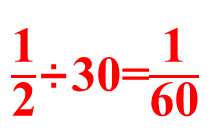 1/2 ÷ 30 = 1/60